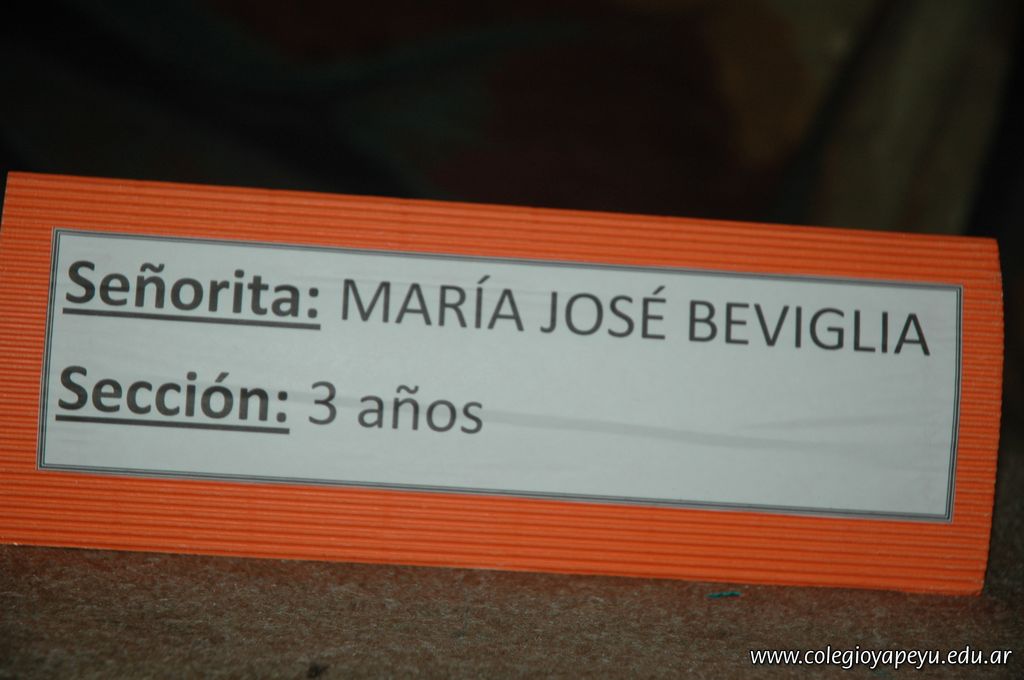 Señorita: MARÍA JOSÉ BEVIGLIA
Sección: 3 años
www.colegioyapeyu.edu.ar